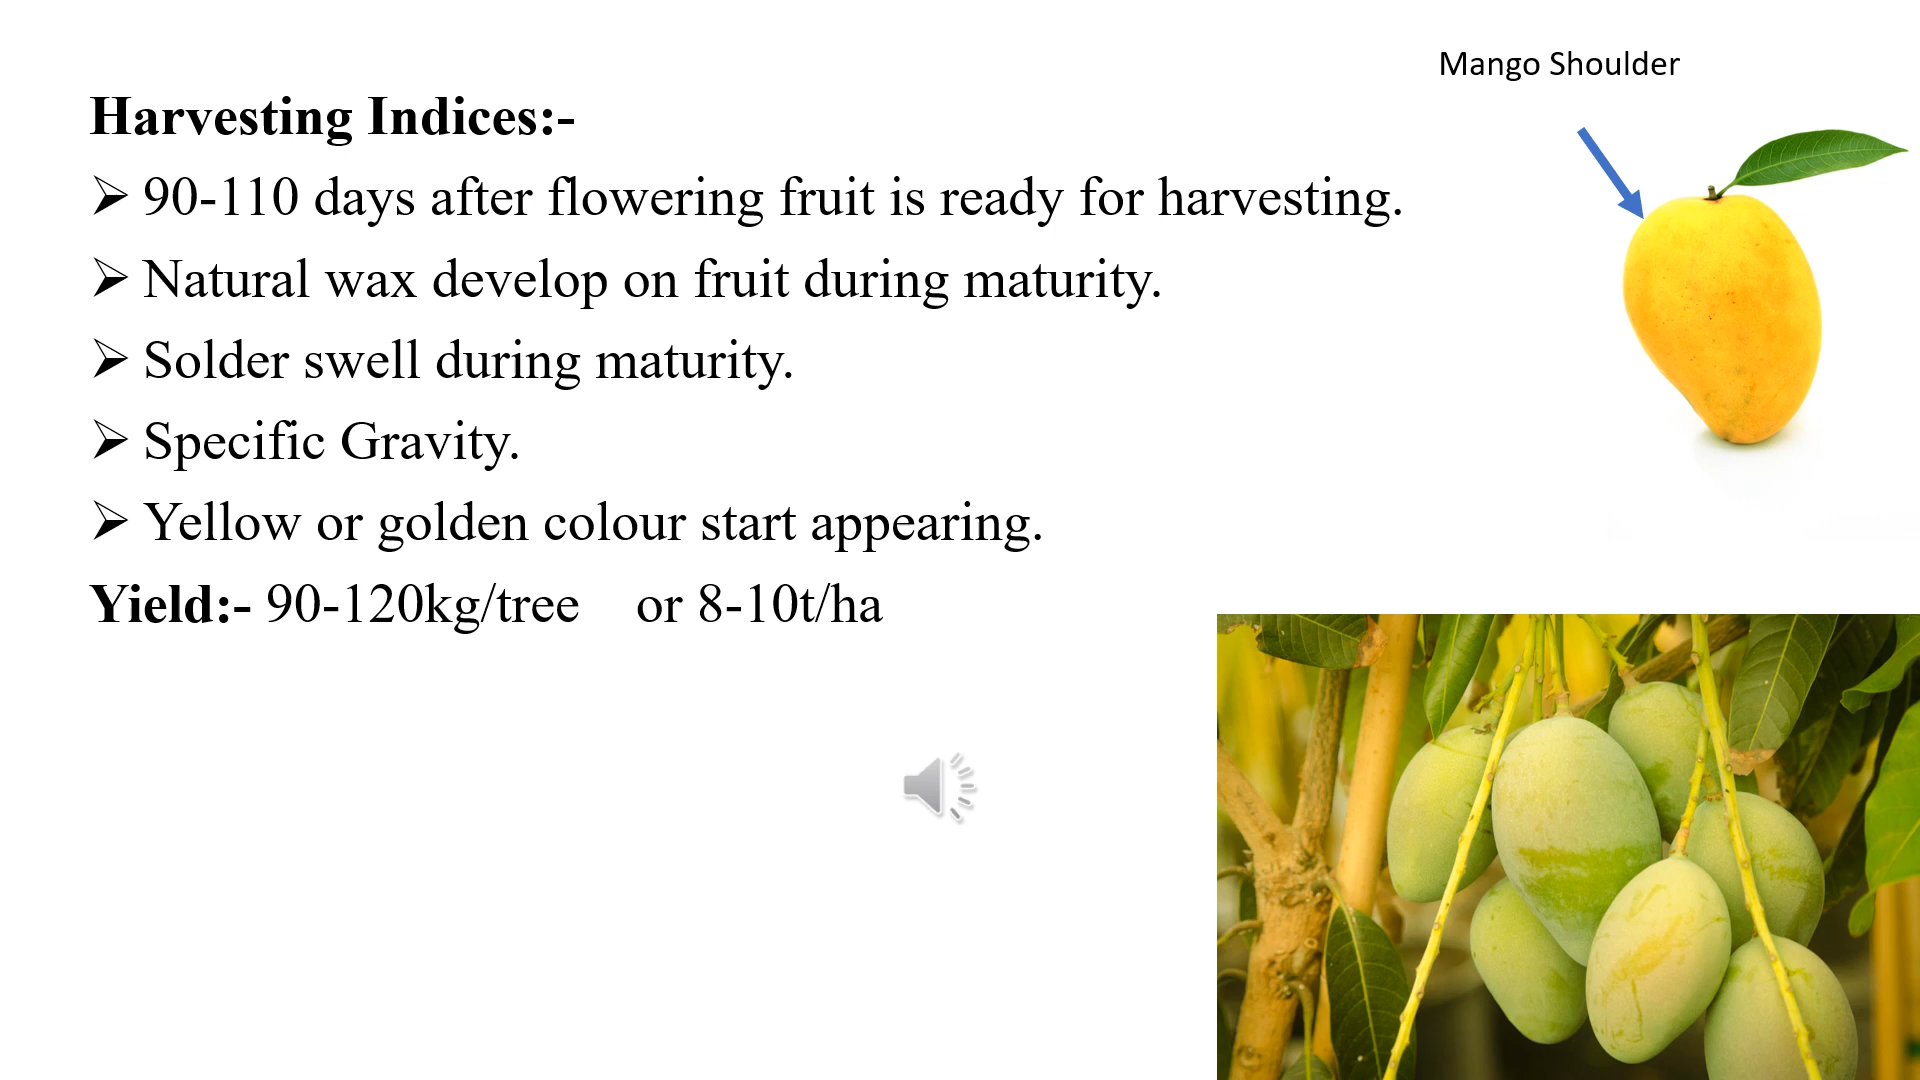 Mango Shoulder
Harvesting Indices:-
➢ 90-110 days after flowering fruit is ready for harvesting.
➢ Natural wax develop on fruit during maturity.
➢ Solder swell during maturity.
➢ Specific Gravity.
➢ Yellow or golden colour start appearing.
Yield:- 90-120kg/tree or 8-10t/ha